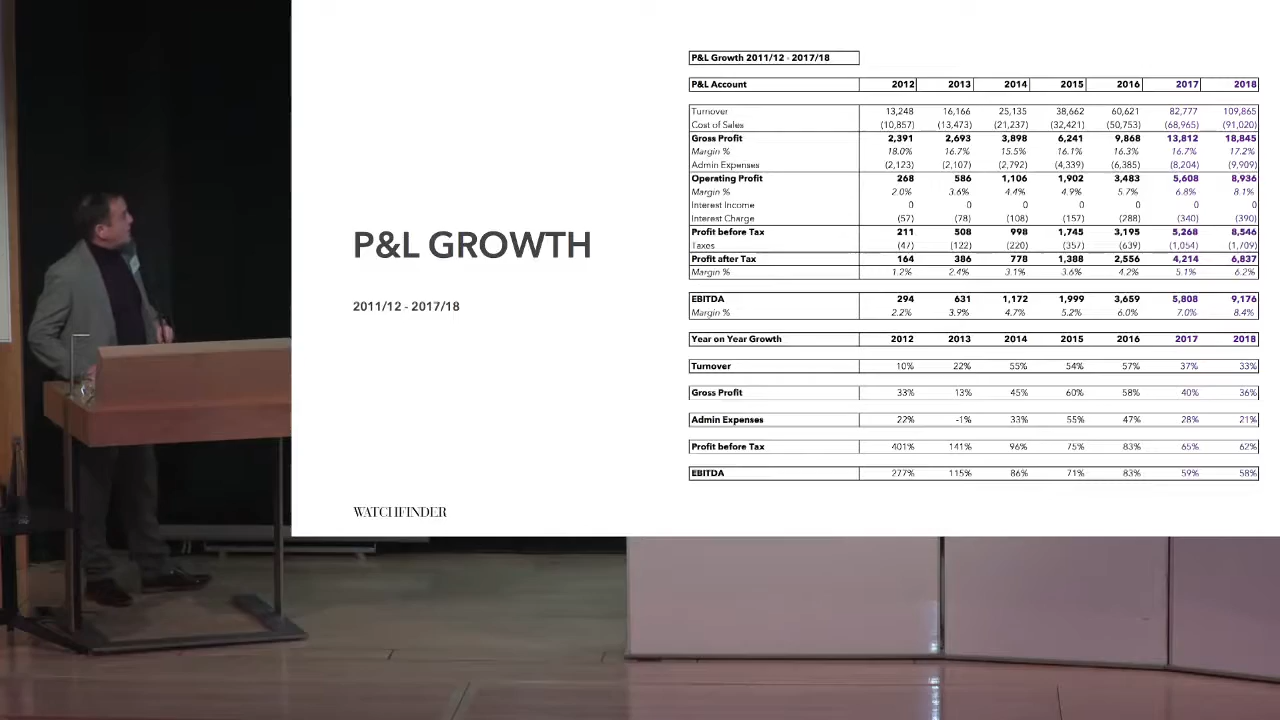 P&L GROWTH
2011/12 - 2017/18
WATCHFINDER
P&L Growth 2011/12 - 2017/18
P&L Account 2012 2013 2014 2015 2016 2017 2018
Turnover 13,248 16,166 25,135 38,662 60,621 82,777 109,865
Cost of Sales (10,857) (13,473) (21,237) (32,421) (50,753) (68,965) (91,020)
Gross Profit 2,391 2,693 3,898 6,241 9,868 13,812 18,845
Margin % 18.0% 16.7% 15.5% 16.1% 16.3% 16.7% 17.2%
Admin Expenses (2,123) (2,107) (2,792) (4,339) (6,385) (8,204) (9,909)
Operating Profit 268 586 1,106 1,902 3,483 5,608 8,936
Margin % 2.0% 3.6% 4.4% 4.9% 5.7% 6.8% 8.1%
Interest Income 0 0 0 0 0 0 0
Interest Charge (57) (78) (108) (157) (288) (340) (390)
Profit before Tax 211 508 998 1,745 3,195 5,268 8,546
Taxes (47) (122) (220) (357) (639) (1,054) (1,709)
Profit after Tax 164 386 778 1,388 2,556 4,214 6,837
Margin % 1.2% 2.4% 3.1% 3.6% 4.2% 5.1% 6.2%
EBITDA 294 631 1,172 1,999 3,659 5,808 9,176
Margin % 2.2% 3.9% 4.7% 5.2% 6.0% 7.0% 8.4%
Year on Year Growth 2012 2013 2014 2015 2016 2017 2018
Turnover 10% 22% 55% 54% 57% 37% 33%
Gross Profit 33% 13% 45% 60% 58% 40% 36%
Admin Expenses 22% -1% 33% 55% 47% 28% 21%
Profit before Tax 401% 141% 96% 75% 83% 65% 62%
EBITDA 277% 115% 86% 71% 83% 59% 58%